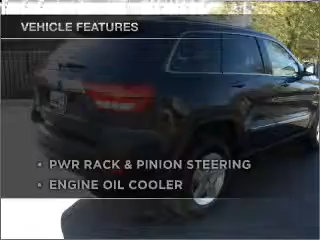 VEHICLE FEATURES
• PWR RACK & PINION STEERING
• ENGINE OIL COOLER